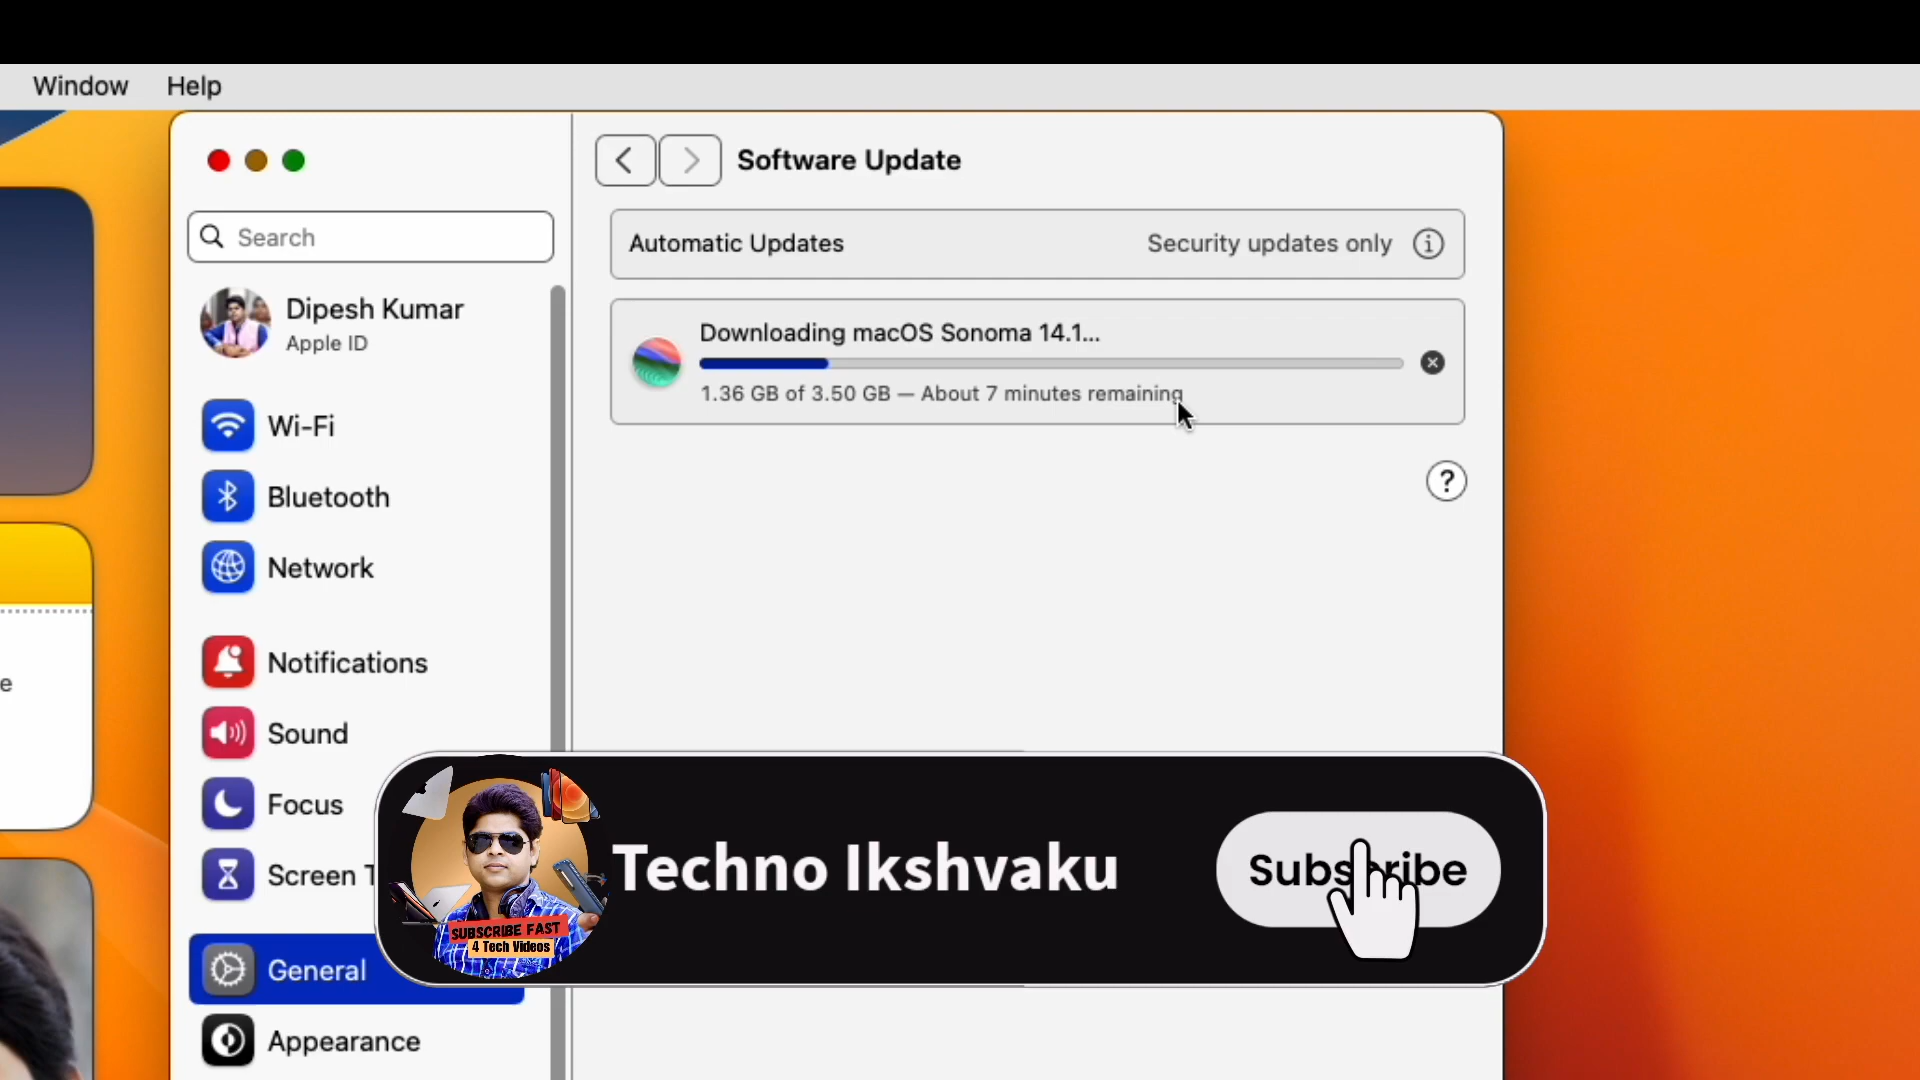 Window Help
Software Update
Search
Automatic Updates Security updates only
Dipesh Kumar
Apple ID
Downloading macOS Sonoma 14.1...
1.36 GB of 3.50 GB — About 7 minutes remaining
?
Wi-Fi
Bluetooth
Network
Notifications
e
Sound
Focus
Screen T
Techno Ikshvaku
Subscribe
SUBSCRIBE FAST
4 Tech Videos
General
Appearance